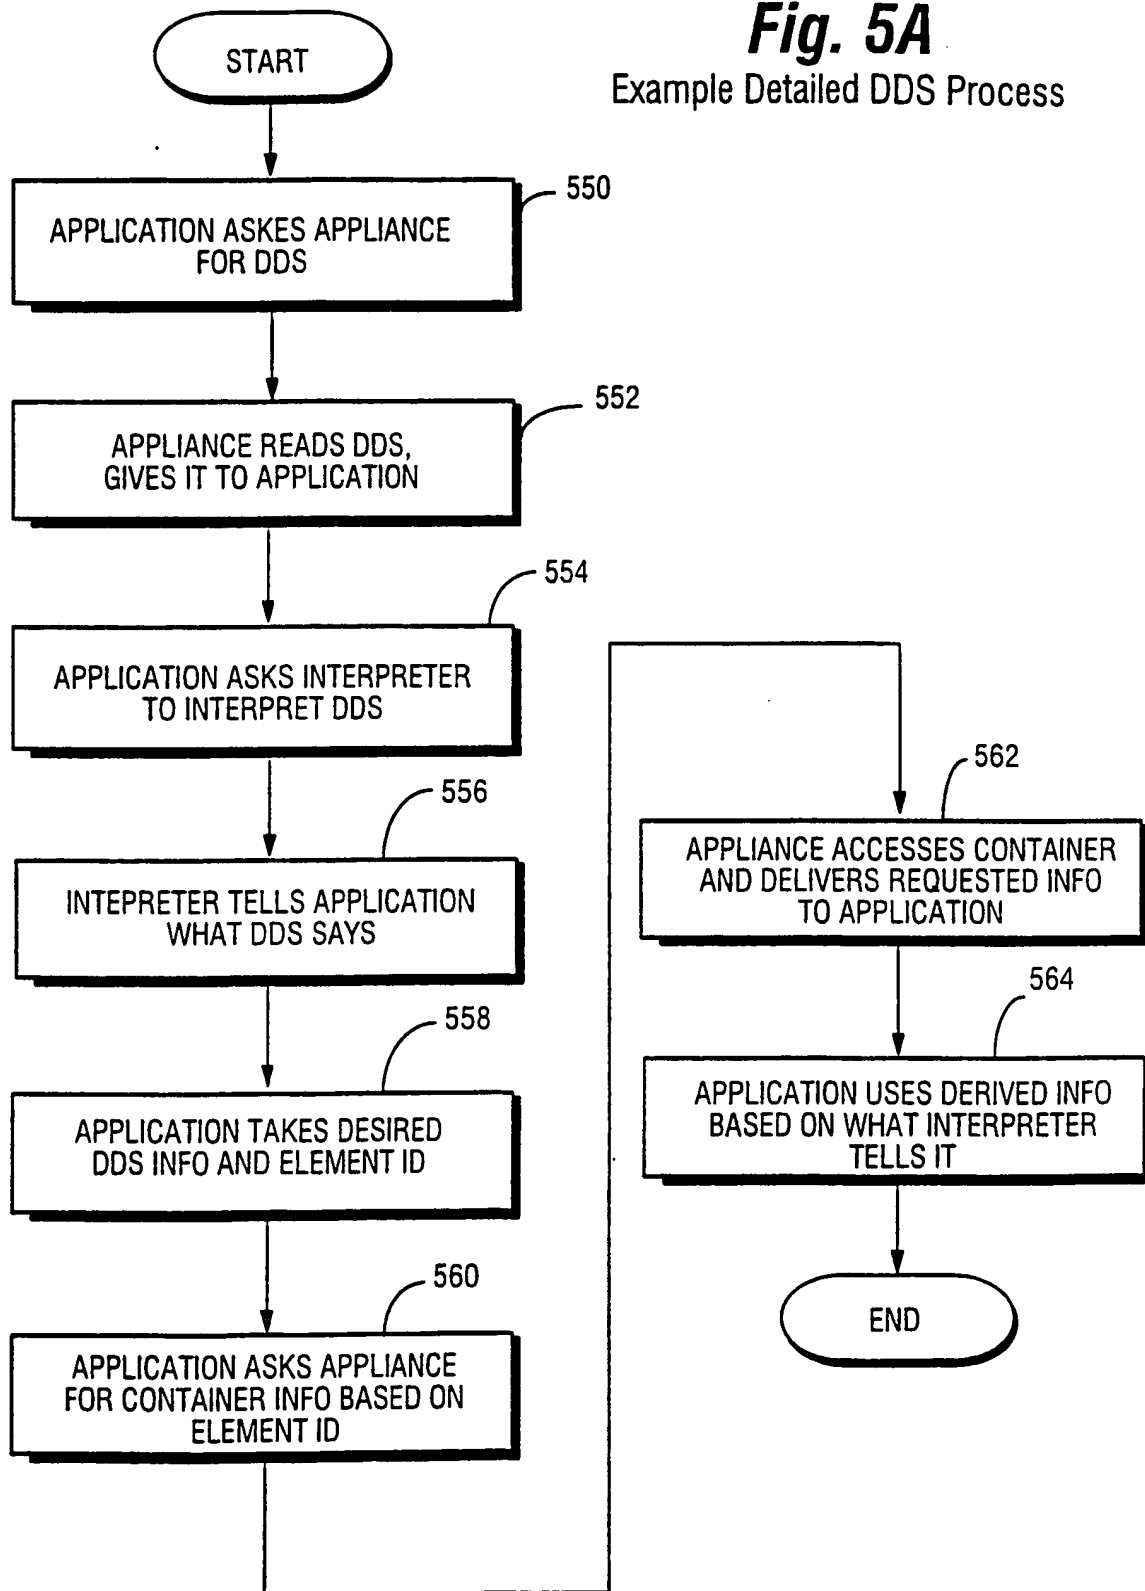 Fig. 5A
Example Detailed DDS Process
START
550
APPLICATION ASKES APPLIANCE
FOR DDS
552
APPLIANCE READS DDS,
GIVES IT TO APPLICATION
554
APPLICATION ASKS INTERPRETER
TO INTERPRET DDS
556
INTEPRETER TELLS APPLICATION
WHAT DDS SAYS
558
APPLICATION TAKES DESIRED
DDS INFO AND ELEMENT ID
560
APPLICATION ASKS APPLIANCE
FOR CONTAINER INFO BASED ON
ELEMENT ID
562
APPLIANCE ACCESSES CONTAINER
AND DELIVERS REQUESTED INFO
TO APPLICATION
564
APPLICATION USES DERIVED INFO
BASED ON WHAT INTERPRETER
TELLS IT
END